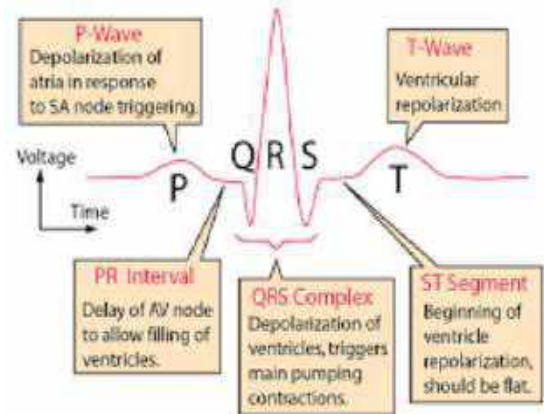 P-Wave
Depolarization of
atria in response
to SA node triggering.
T-Wave
Ventricular
repolarization
Voltage
Time
P
Q R S
T
PR Interval
Delay of AV node
to allow filling of
ventricles.
QRS Complex
Depolarization of
ventricles, triggers
main pumping
contractions.
ST Segment
Beginning of
ventricle
repolarization,
should be flat.